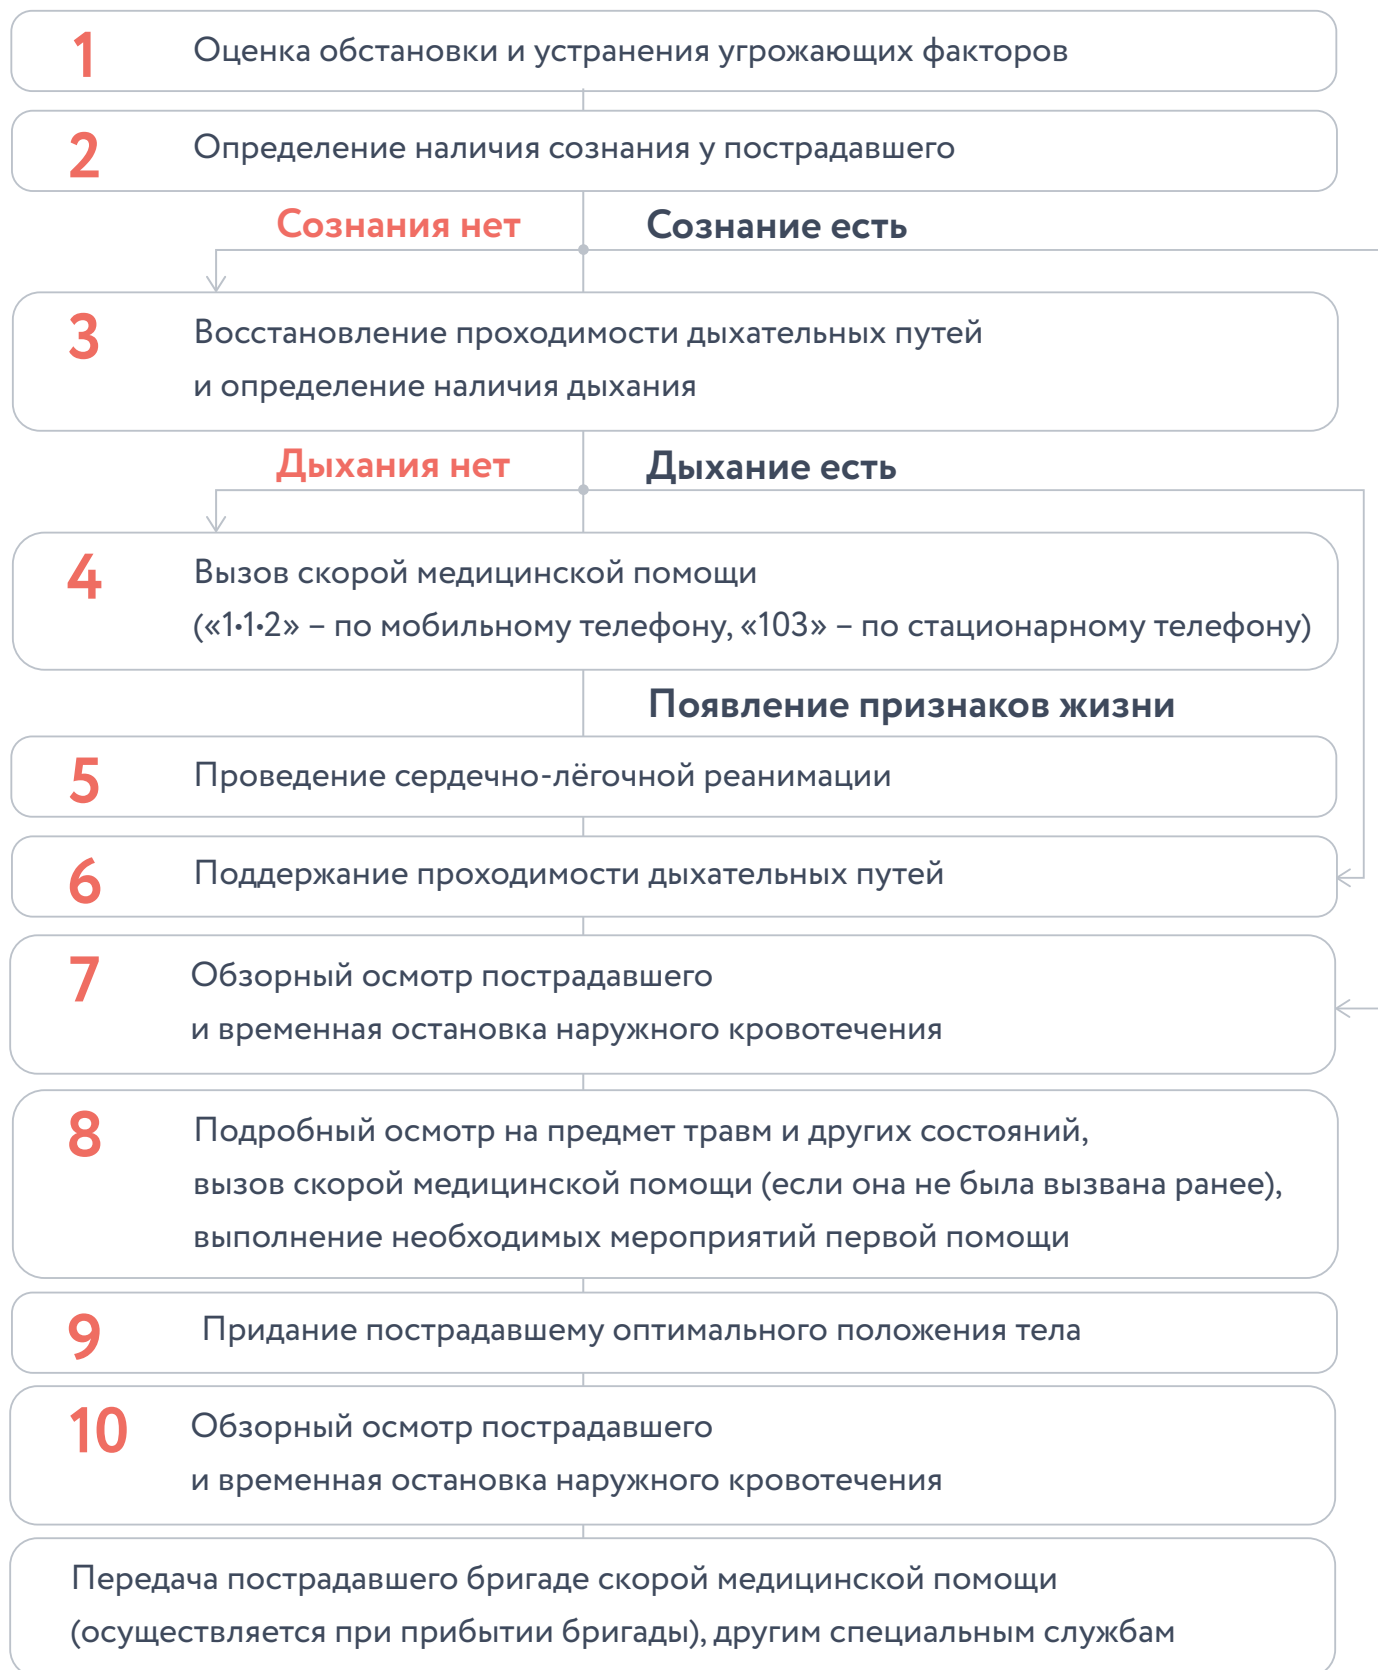 1 Оценка обстановки и устранения угрожающих факторов
2 Определение наличия сознания у пострадавшего
Сознания нет Сознание есть
3 Восстановление проходимости дыхательных путей
и определение наличия дыхания
Дыхания нет Дыхание есть
4 Вызов скорой медицинской помощи
(«1•1•2» – по мобильному телефону, «103» – по стационарному телефону)
Появление признаков жизни
5 Проведение сердечно-лёгочной реанимации
6 Поддержание проходимости дыхательных путей
7 Обзорный осмотр пострадавшего
и временная остановка наружного кровотечения
8 Подробный осмотр на предмет травм и других состояний,
вызов скорой медицинской помощи (если она не была вызвана ранее),
выполнение необходимых мероприятий первой помощи
9 Придание пострадавшему оптимального положения тела
10 Обзорный осмотр пострадавшего
и временная остановка наружного кровотечения
Передача пострадавшего бригаде скорой медицинской помощи
(осуществляется при прибытии бригады), другим специальным службам